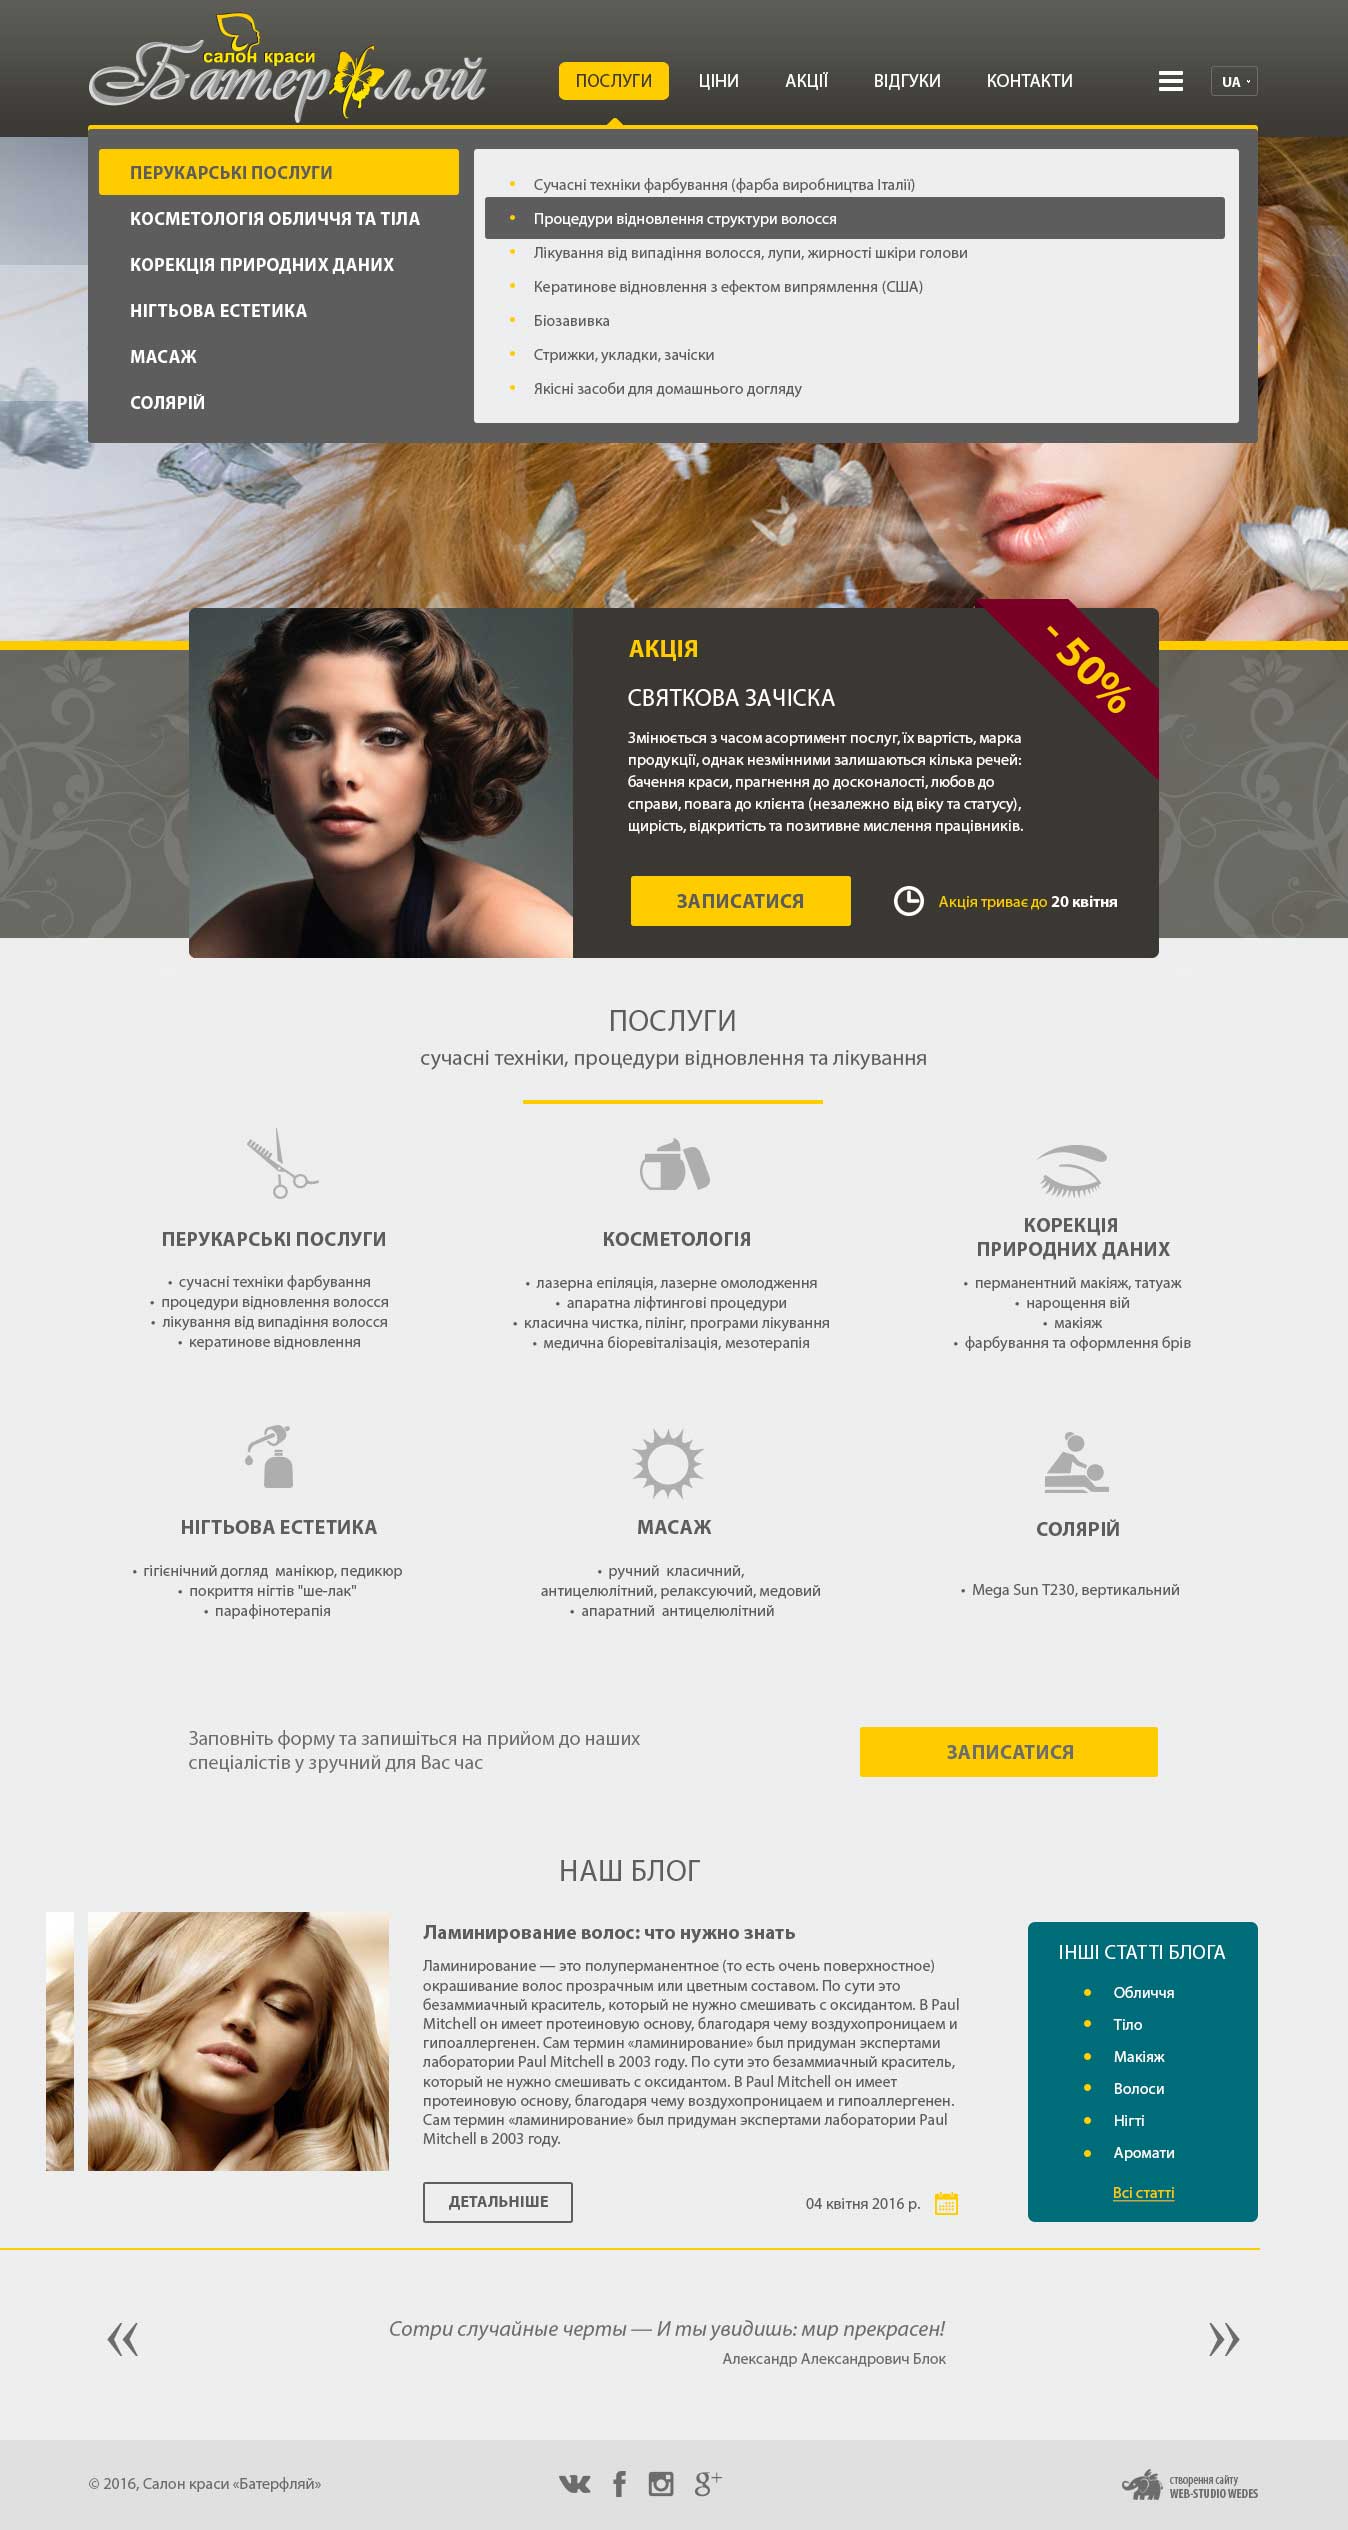 салон краси
Батерфляй
ПОСЛУГИ
ЦІНИ
АКЦІЇ
ВІДГУКИ
КОНТАКТИ
UA
ПЕРУКАРСЬКІ ПОСЛУГИ
КОСМЕТОЛОГІЯ ОБЛИЧЧЯ ТА ТІЛА
КОРЕКЦІЯ ПРИРОДНИХ ДАНИХ
НІГТЬОВА ЕСТЕТИКА
МАСАЖ
СОЛЯРІЙ
• Сучасні техніки фарбування (фарба виробництва Італії)
• Процедури відновлення структури волосся
• Лікування від випадіння волосся, лупи, жирності шкіри голови
• Кератинове відновлення з ефектом випрямлення (США)
• Біозавивка
• Стрижки, укладки, зачіски
• Якісні засоби для домашнього догляду
АКЦІЯ
- 50%
СВЯТКОВА ЗАЧІСКА
Змінюється з часом асортимент послуг, їх вартість, марка
продукції, однак незмінними залишаються кілька речей:
бачення краси, прагнення до досконалості, любов до
справи, повага до клієнта (незалежно від віку та статусу),
щирість, відкритість та позитивне мислення працівників.
ЗАПИСАТИСЯ
Акція триває до 20 квітня
ПОСЛУГИ
сучасні техніки, процедури відновлення та лікування
ПЕРУКАРСЬКІ ПОСЛУГИ
• сучасні техніки фарбування
• процедури відновлення волосся
• лікування від випадіння волосся
• кератинове відновлення
КОСМЕТОЛОГІЯ
• лазерна епіляція, лазерне омолодження
• апаратна ліфтингові процедури
• класична чистка, пілінг, програми лікування
• медична біоревіталізація, мезотерапія
КОРЕКЦІЯ
ПРИРОДНИХ ДАНИХ
• перманентний макіяж, татуаж
• нарощення вій
• макіяж
• фарбування та оформлення брів
НІГТЬОВА ЕСТЕТИКА
• гігієнічний догляд  манікюр, педикюр
• покриття нігтів "ше-лак"
• парафінотерапія
МАСАЖ
• ручний  класичний,
антицелюлітний, релаксуючий, медовий
• апаратний  антицелюлітний
СОЛЯРІЙ
• Mega Sun T230, вертикальний
Заповніть форму та запишіться на прийом до наших
спеціалістів у зручний для Вас час
ЗАПИСАТИСЯ
НАШ БЛОГ
Ламинирование волос: что нужно знать
Ламинирование — это полуперманентное (то есть очень поверхностное)
окрашивание волос прозрачным или цветным составом. По сути это
безаммиачный краситель, который не нужно смешивать с оксидантом. В Paul
Mitchell он имеет протеиновую основу, благодаря чему воздухопроницаем и
гипоаллергенен. Сам термин «ламинирование» был придуман экспертами
лаборатории Paul Mitchell в 2003 году. По сути это безаммиачный краситель,
который не нужно смешивать с оксидантом. В Paul Mitchell он имеет
протеиновую основу, благодаря чему воздухопроницаем и гипоаллергенен.
Сам термин «ламинирование» был придуман экспертами лаборатории Paul
Mitchell в 2003 году.
ДЕТАЛЬНІШЕ
04 квітня 2016 р.
ІНШІ СТАТТІ БЛОГА
• Обличчя
• Тіло
• Макіяж
• Волоси
• Нігті
• Аромати
Всі статті
«
Сотри случайные черты — И ты увидишь: мир прекрасен!
Александр Александрович Блок
»
© 2016, Салон краси «Батерфляй»
створення сайту
WEB-STUDIO WEDES